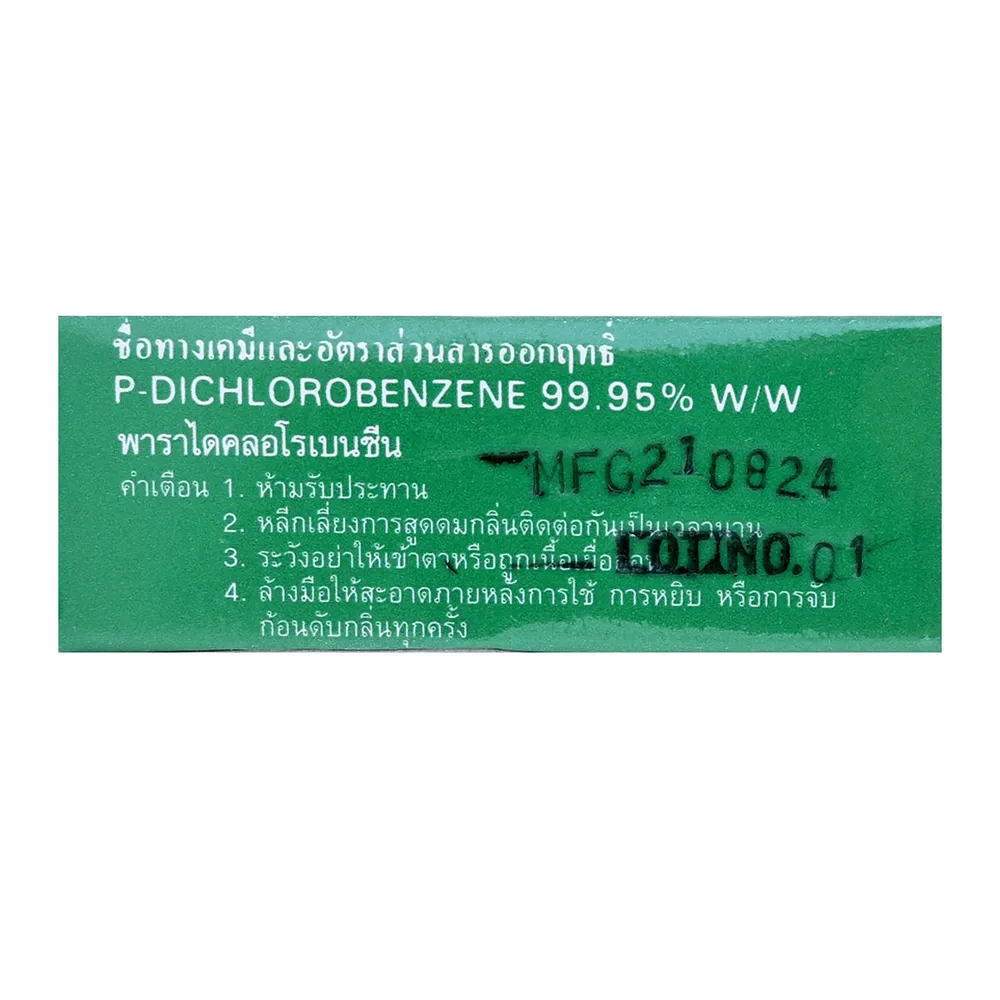 ชื่อทางเคมีและอัตราส่วนสารออกฤทธิ์
P-DICHLOROBENZENE 99.95% W/W
พาราไดคลอโรเบนซีน
MFG210824
คำเตือน 1. ห้ามรับประทาน
2. หลีกเลี่ยงการสูดดมกลิ่นติดต่อกันเป็นเวลานาน
3. ระวังอย่าให้เข้าตาหรือถูกเนื้อเยื่ออ่อน
LOT.NO.01
4. ล้างมือให้สะอาดภายหลังการใช้ การหยิบ หรือการจับ
ก้อนดับกลิ่นทุกครั้ง